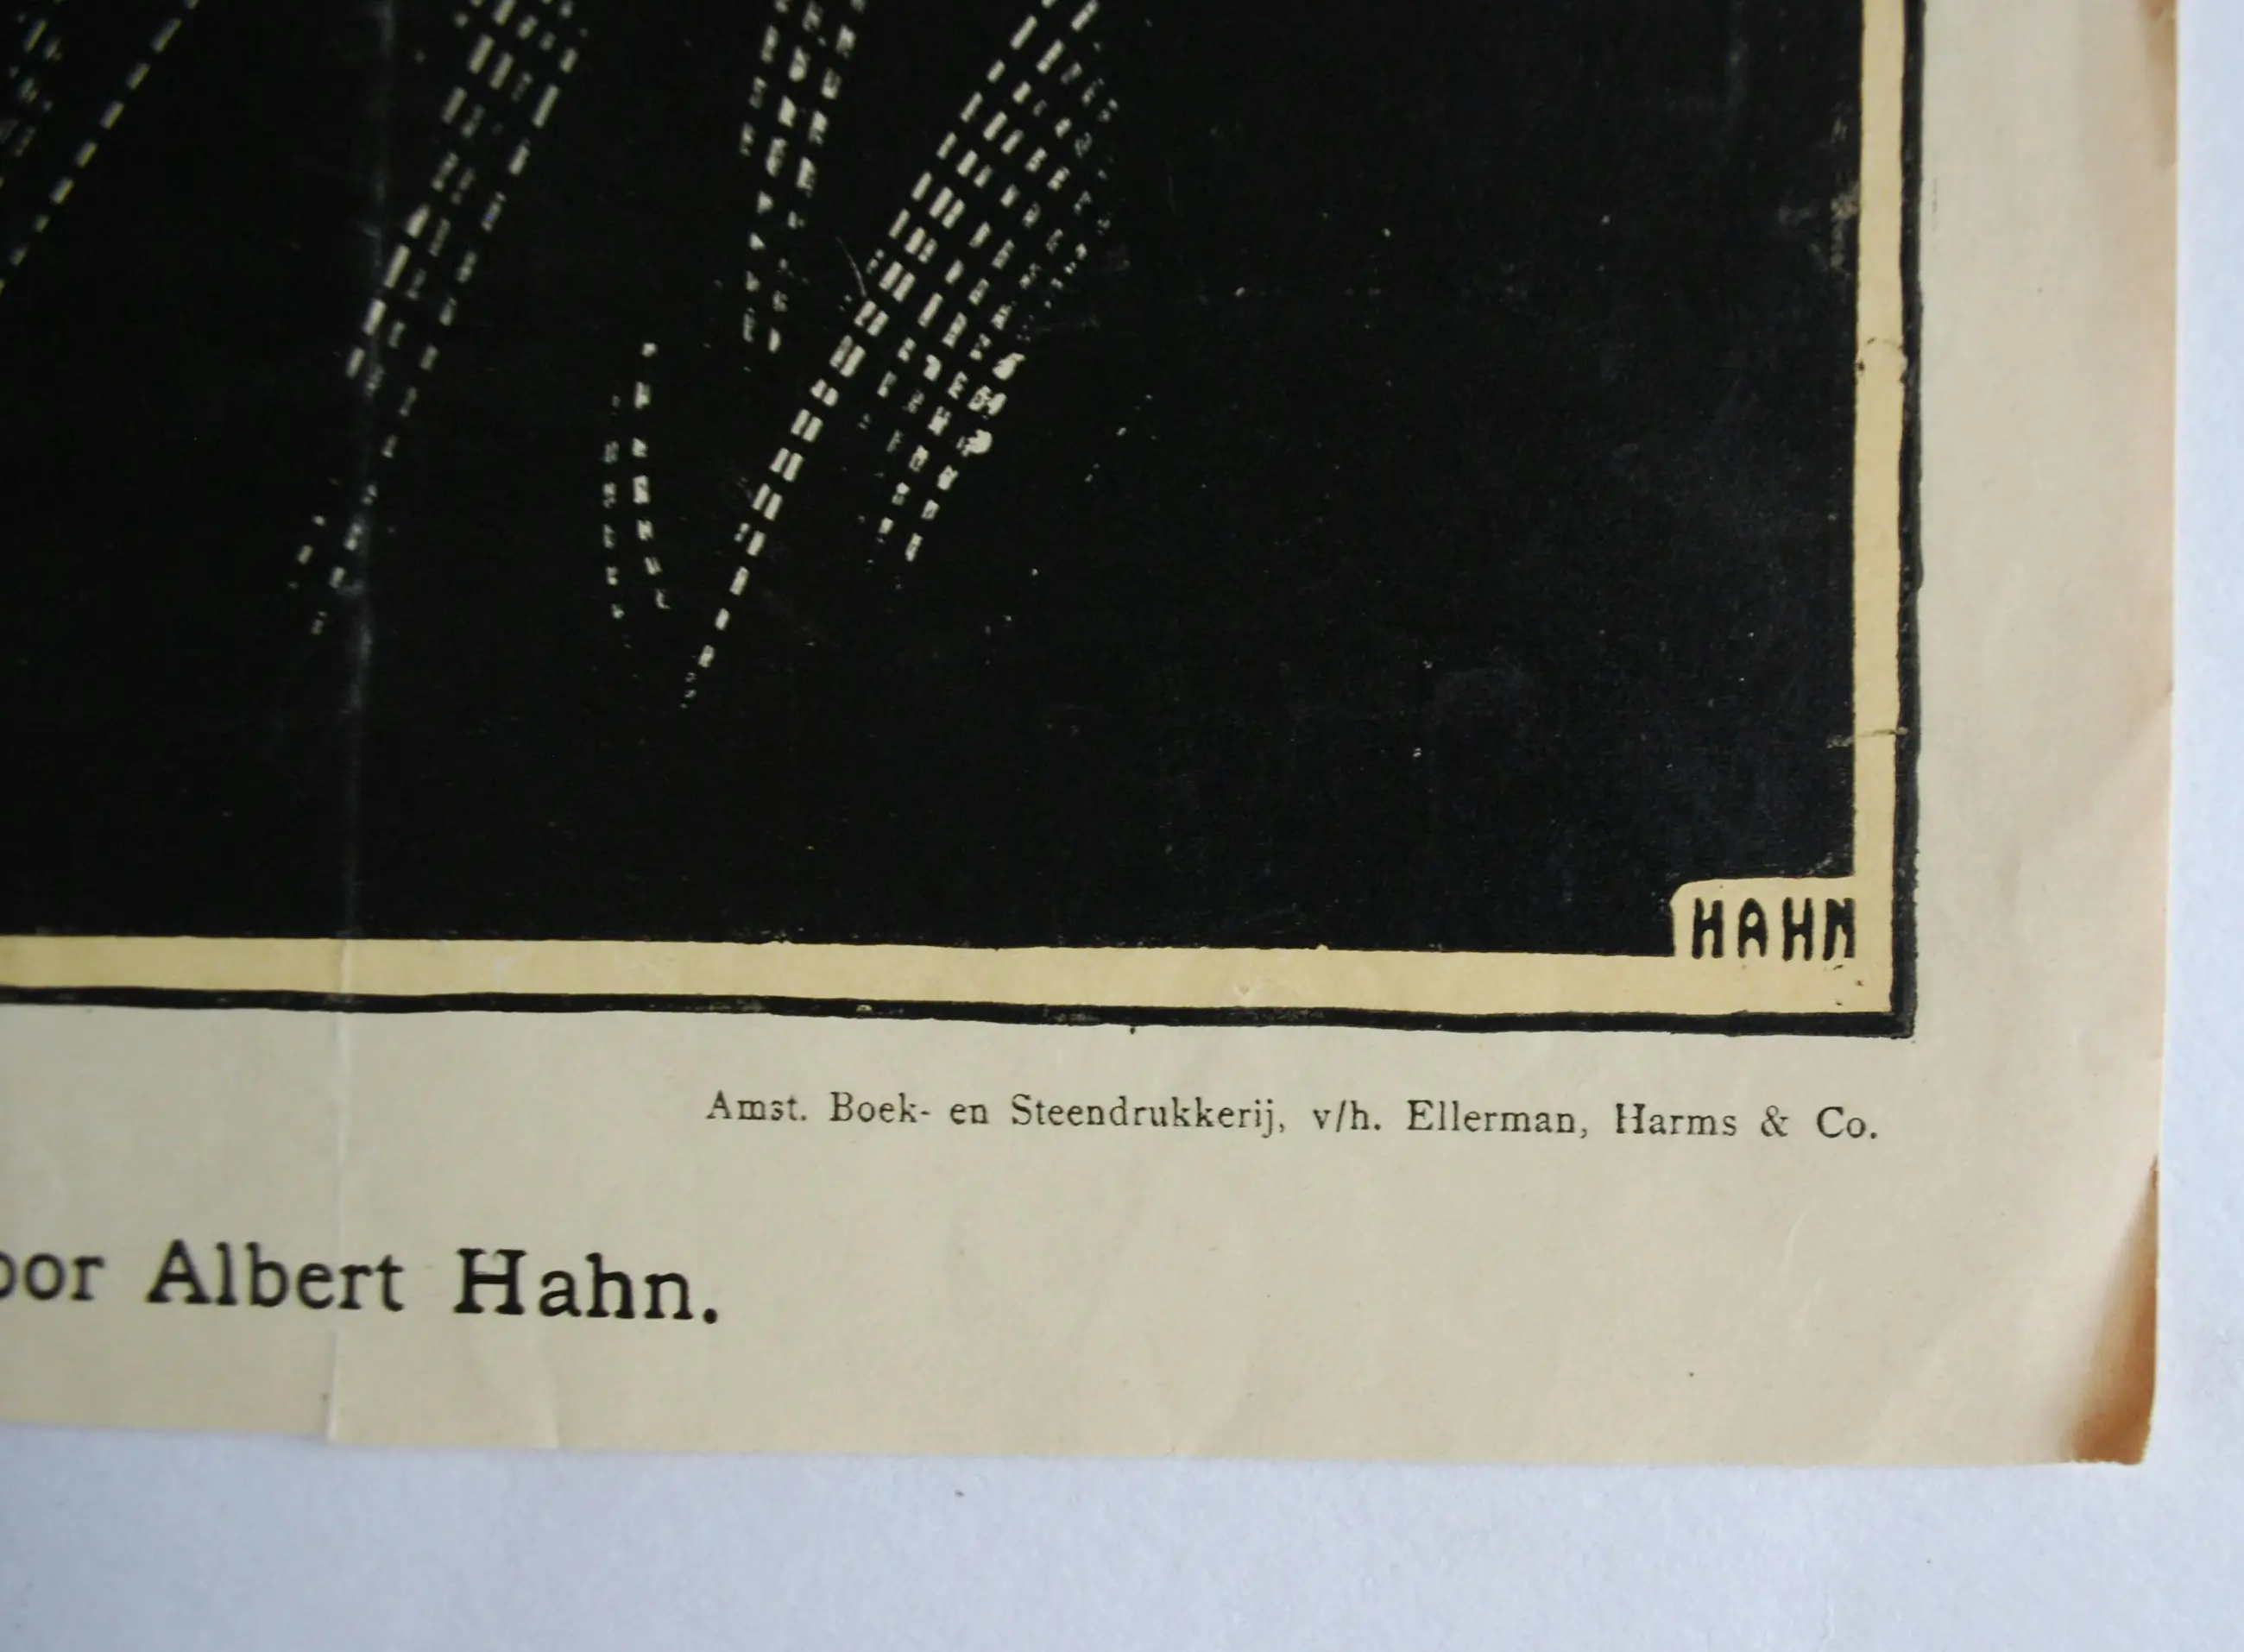 HAHN
Amst. Boek- en Steendrukkerij, v/h. Ellerman, Harms & Co.
oor Albert Hahn.